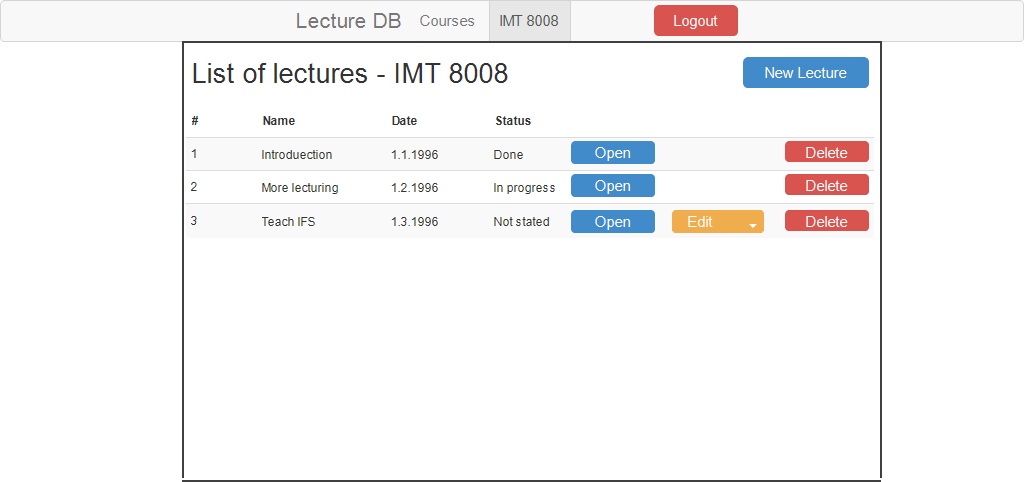 Lecture DB Courses IMT 8008 Logout
List of lectures - IMT 8008 New Lecture
# Name Date Status
1 Introduection 1.1.1996 Done Open Delete
2 More lecturing 1.2.1996 In progress Open Delete
3 Teach IFS 1.3.1996 Not stated Open Edit Delete